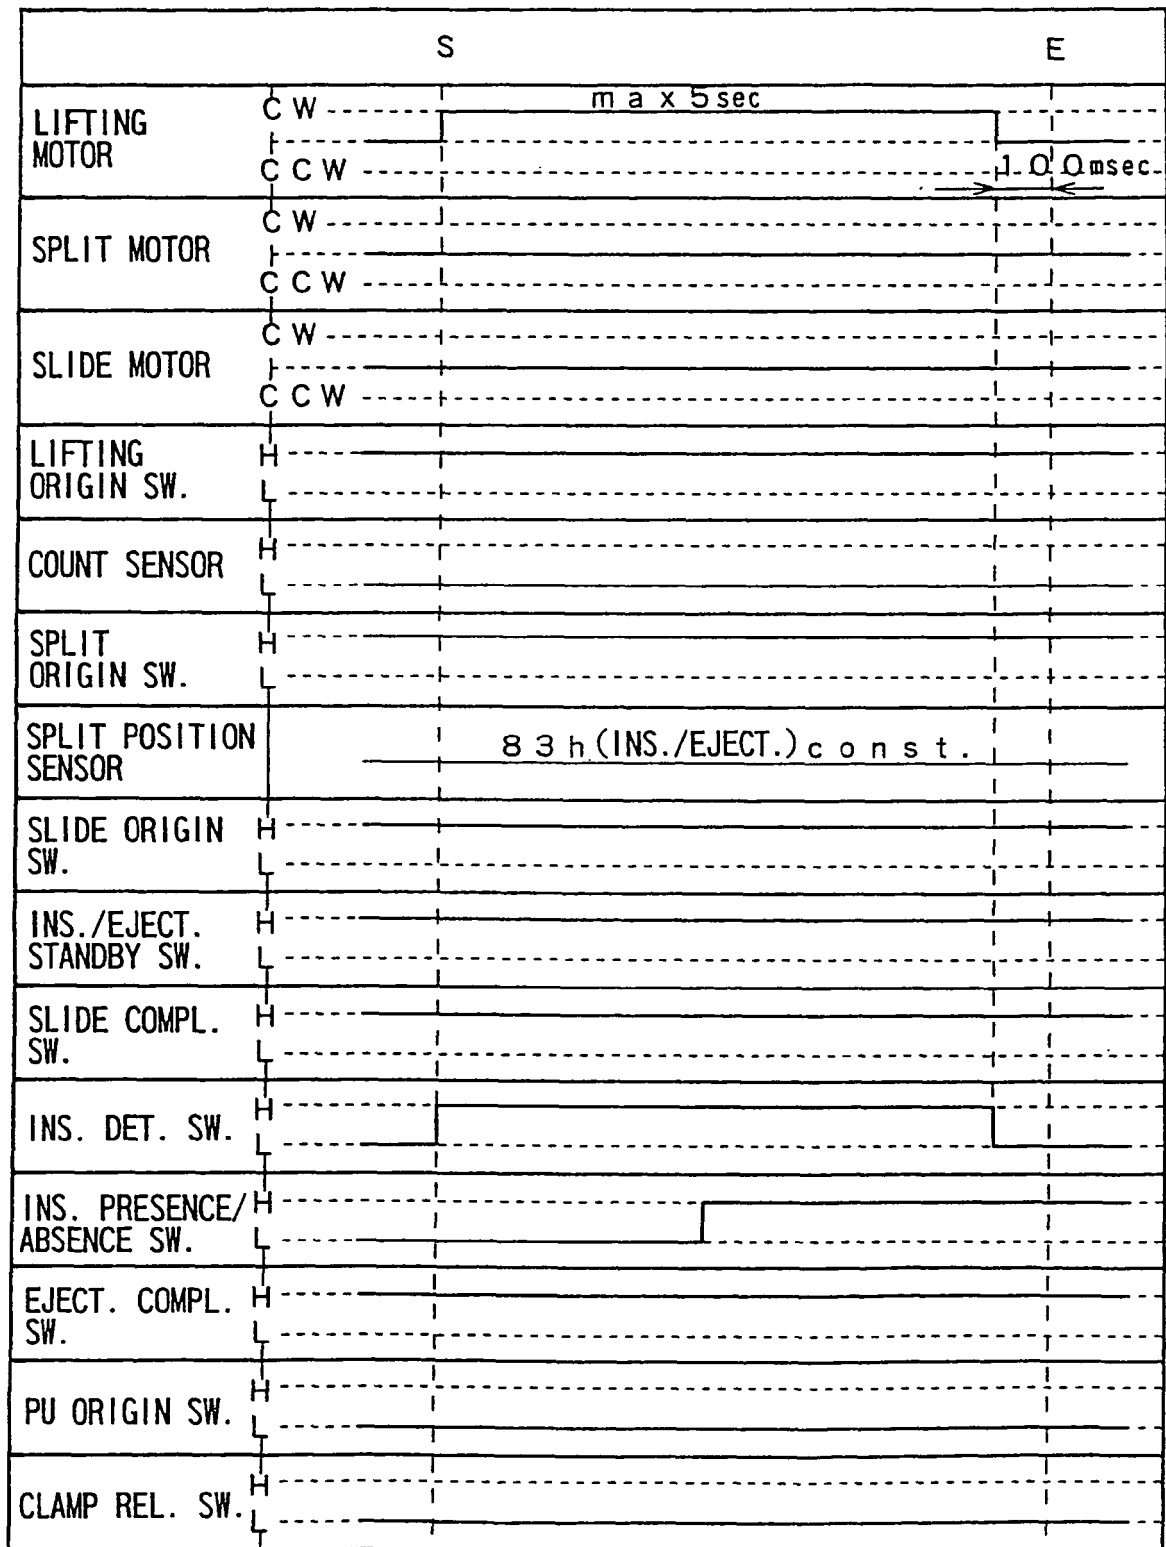 S E
LIFTING
MOTOR
CW
max 5sec
CCW
100msec
SPLIT MOTOR
CW
CCW
SLIDE MOTOR
CW
CCW
LIFTING
ORIGIN SW.
H
L
COUNT SENSOR
H
L
SPLIT
ORIGIN SW.
H
L
SPLIT POSITION
SENSOR
83h(INS./EJECT.)const.
SLIDE ORIGIN
SW.
H
L
INS./EJECT.
STANDBY SW.
H
L
SLIDE COMPL.
SW.
H
L
INS. DET. SW.
H
L
INS. PRESENCE/
ABSENCE SW.
H
L
EJECT. COMPL.
SW.
H
L
PU ORIGIN SW.
H
L
CLAMP REL. SW.
H
L